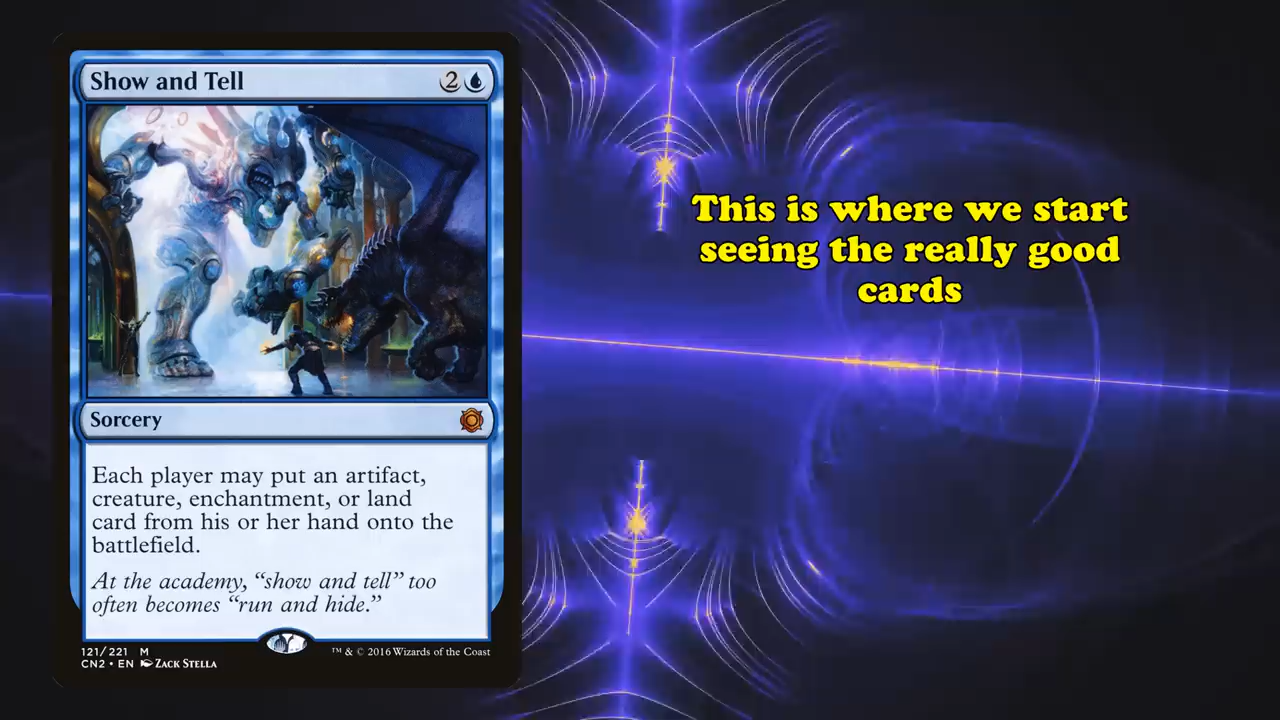 Show and Tell 2
This is where we start
seeing the really good
cards
Sorcery
Each player may put an artifact,
creature, enchantment, or land
card from his or her hand onto the
battlefield.
At the academy, “show and tell” too
often becomes “run and hide.”
121/221 M
CN2 • EN Zack Stella
™ & © 2016 Wizards of the Coast